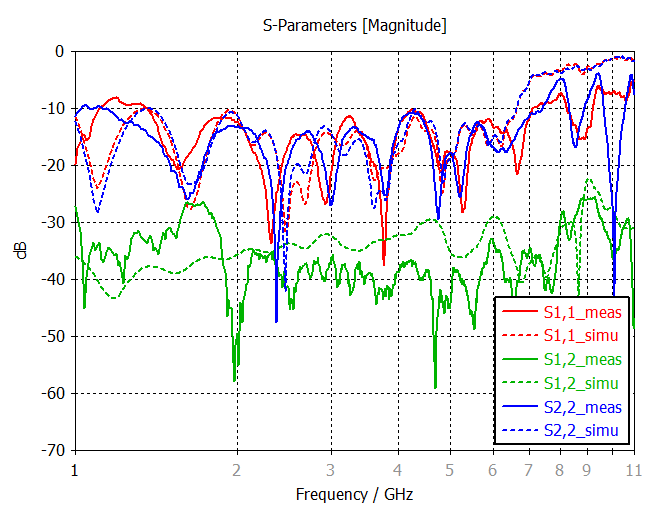 S-Parameters [Magnitude]
0
-10
-20
-30
-40
-50
-60
-70
dB
S1,1_meas
S1,1_simu
S1,2_meas
S1,2_simu
S2,2_meas
S2,2_simu
1 2 3 4 5 6 7 8 9 11
Frequency / GHz